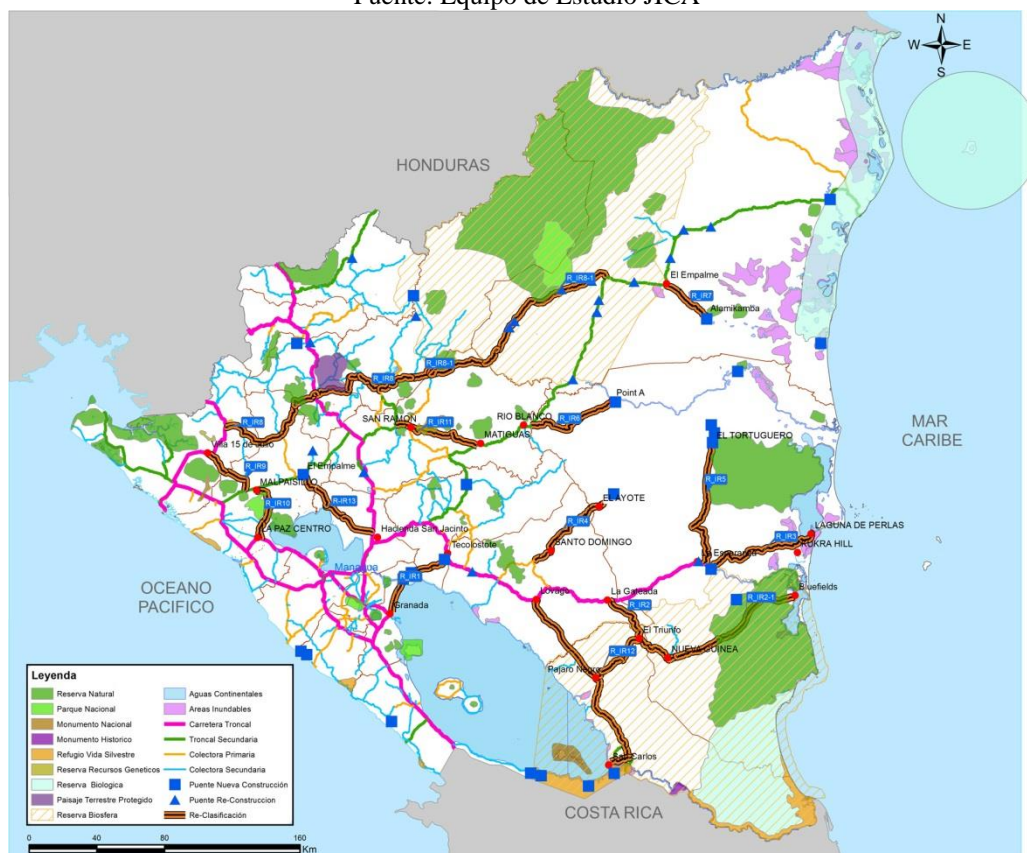 Fuente: Equipo de Estudio JICA
N
W E
S
HONDURAS
El Empalme
R_IR8-1
R_IR7
Alamikamba
R_IR8-1
R_IR8
Point A
RIO BLANCO
R_IR6
SAN RAMON
R_IR11
MATIGUAS
R_IR8
Villa 15 de Julio
MAR
CARIBE
EL TORTUGUERO
El Empalme
R_IR9
MALPAISILLO
R_IR5
R-IR13
R_IR10
EL AYOTE
R_IR4
LAGUNA DE PERLAS
LA PAZ CENTRO
Hacienda San Jacinto
R_IR3
KUKRA HILL
Tecolostote
SANTO DOMINGO
La Esperanza
Managua
R_IR1
OCEANO
PACIFICO
Lovago
La Gateada
R_IR2
R_IR2-1
Bluefields
Granada
El Triunfo
R_IR12
NUEVA GUINEA
Pajaro Negro
San Carlos
COSTA RICA
Leyenda
Reserva Natural
Parque Nacional
Monumento Nacional
Monumento Historico
Refugio Vida Silvestre
Reserva Recursos Geneticos
Reserva Biologica
Paisaje Terrestre Protegido
Reserva Biosfera
Aguas Continentales
Areas Inundables
Carretera Troncal
Troncal Secundaria
Colectora Primaria
Colectora Secundaria
Puente Nueva Construcción
Puente Re-Construccion
Re-Clasificación
0 40 80 160
Km